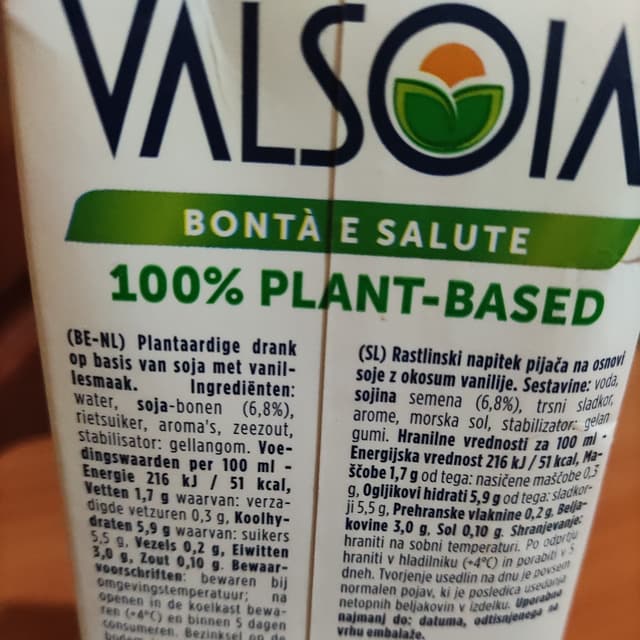 VALSOIA
BONTÀ E SALUTE
100% PLANT-BASED
(BE-NL) Plantaardige drank
op basis van soja met vanil-
lesmaak. Ingrediënten:
water, soja-bonen (6,8%),
rietsuiker, aroma's, zeezout,
stabilisator: gellangom. Voe-
dingswaarden per 100 ml -
Energie 216 kJ / 51 kcal,
Vetten 1,7 g waarvan: verza-
digde vetzuren 0,3 g, Koolhy-
draten 5,9 g waarvan: suikers
5,5 g, Vezels 0,2 g, Eiwitten
3,0 g, Zout 0,10 g. Bewaar-
voorschriften: bewaren bij
omgevingstemperatuur; na
openen in de koelkast bewa-
ren (+4°C) en binnen 5 dagen
consumeren. Bezinksel op de
(SL) Rastlinski napitek pijača na osnovi
soje z okusom vanilije. Sestavine: voda,
sojina semena (6,8%), trsni sladkor,
arome, morska sol, stabilizator: gelan
gumi. Hranilne vrednosti za 100 ml -
Energijska vrednost 216 kJ / 51 kcal, Ma-
ščobe 1,7 g od tega: nasičene maščobe 0,3
g, Ogljikovi hidrati 5,9 g od tega: sladkor-
ji 5,5 g, Prehranske vlaknine 0,2 g, Belja-
kovine 3,0 g, Sol 0,10 g. Shranjevanje:
hraniti na sobni temperaturi. Po odprtju
hraniti v hladilniku (+4°C) in porabiti v 5
dneh. Tvorjenje usedlin na dnu je povsem
normalen pojav, ki je posledica usedanja
netopnih beljakovin v izdelku. Uporabno
najmanj do: datuma, odtisnjenega na
vrhu embalaže.